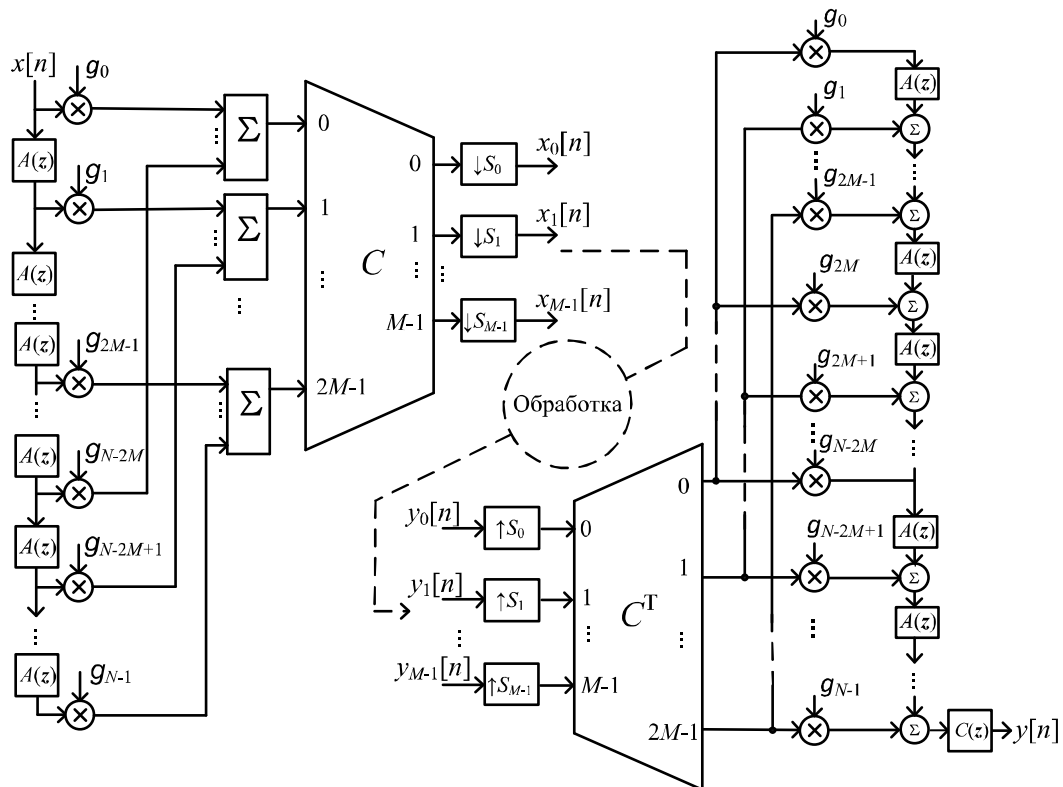 x[n]
g0
A(z)
g1
A(z)
A(z)
g2M-1
A(z)
gN-2M
A(z)
gN-2M+1
A(z)
gN-1
Σ
Σ
Σ
0
1
2M-1
C
0
1
M-1
↓S0
↓S1
↓SM-1
x0[n]
x1[n]
xM-1[n]
Обработка
y0[n]
y1[n]
yM-1[n]
↑S0
↑S1
↑SM-1
0
1
M-1
CT
0
1
2M-1
g0
A(z)
g1
Σ
g2M-1
Σ
A(z)
g2M
Σ
A(z)
g2M+1
Σ
gN-2M
A(z)
gN-2M+1
Σ
A(z)
gN-1
Σ
C(z)
y[n]